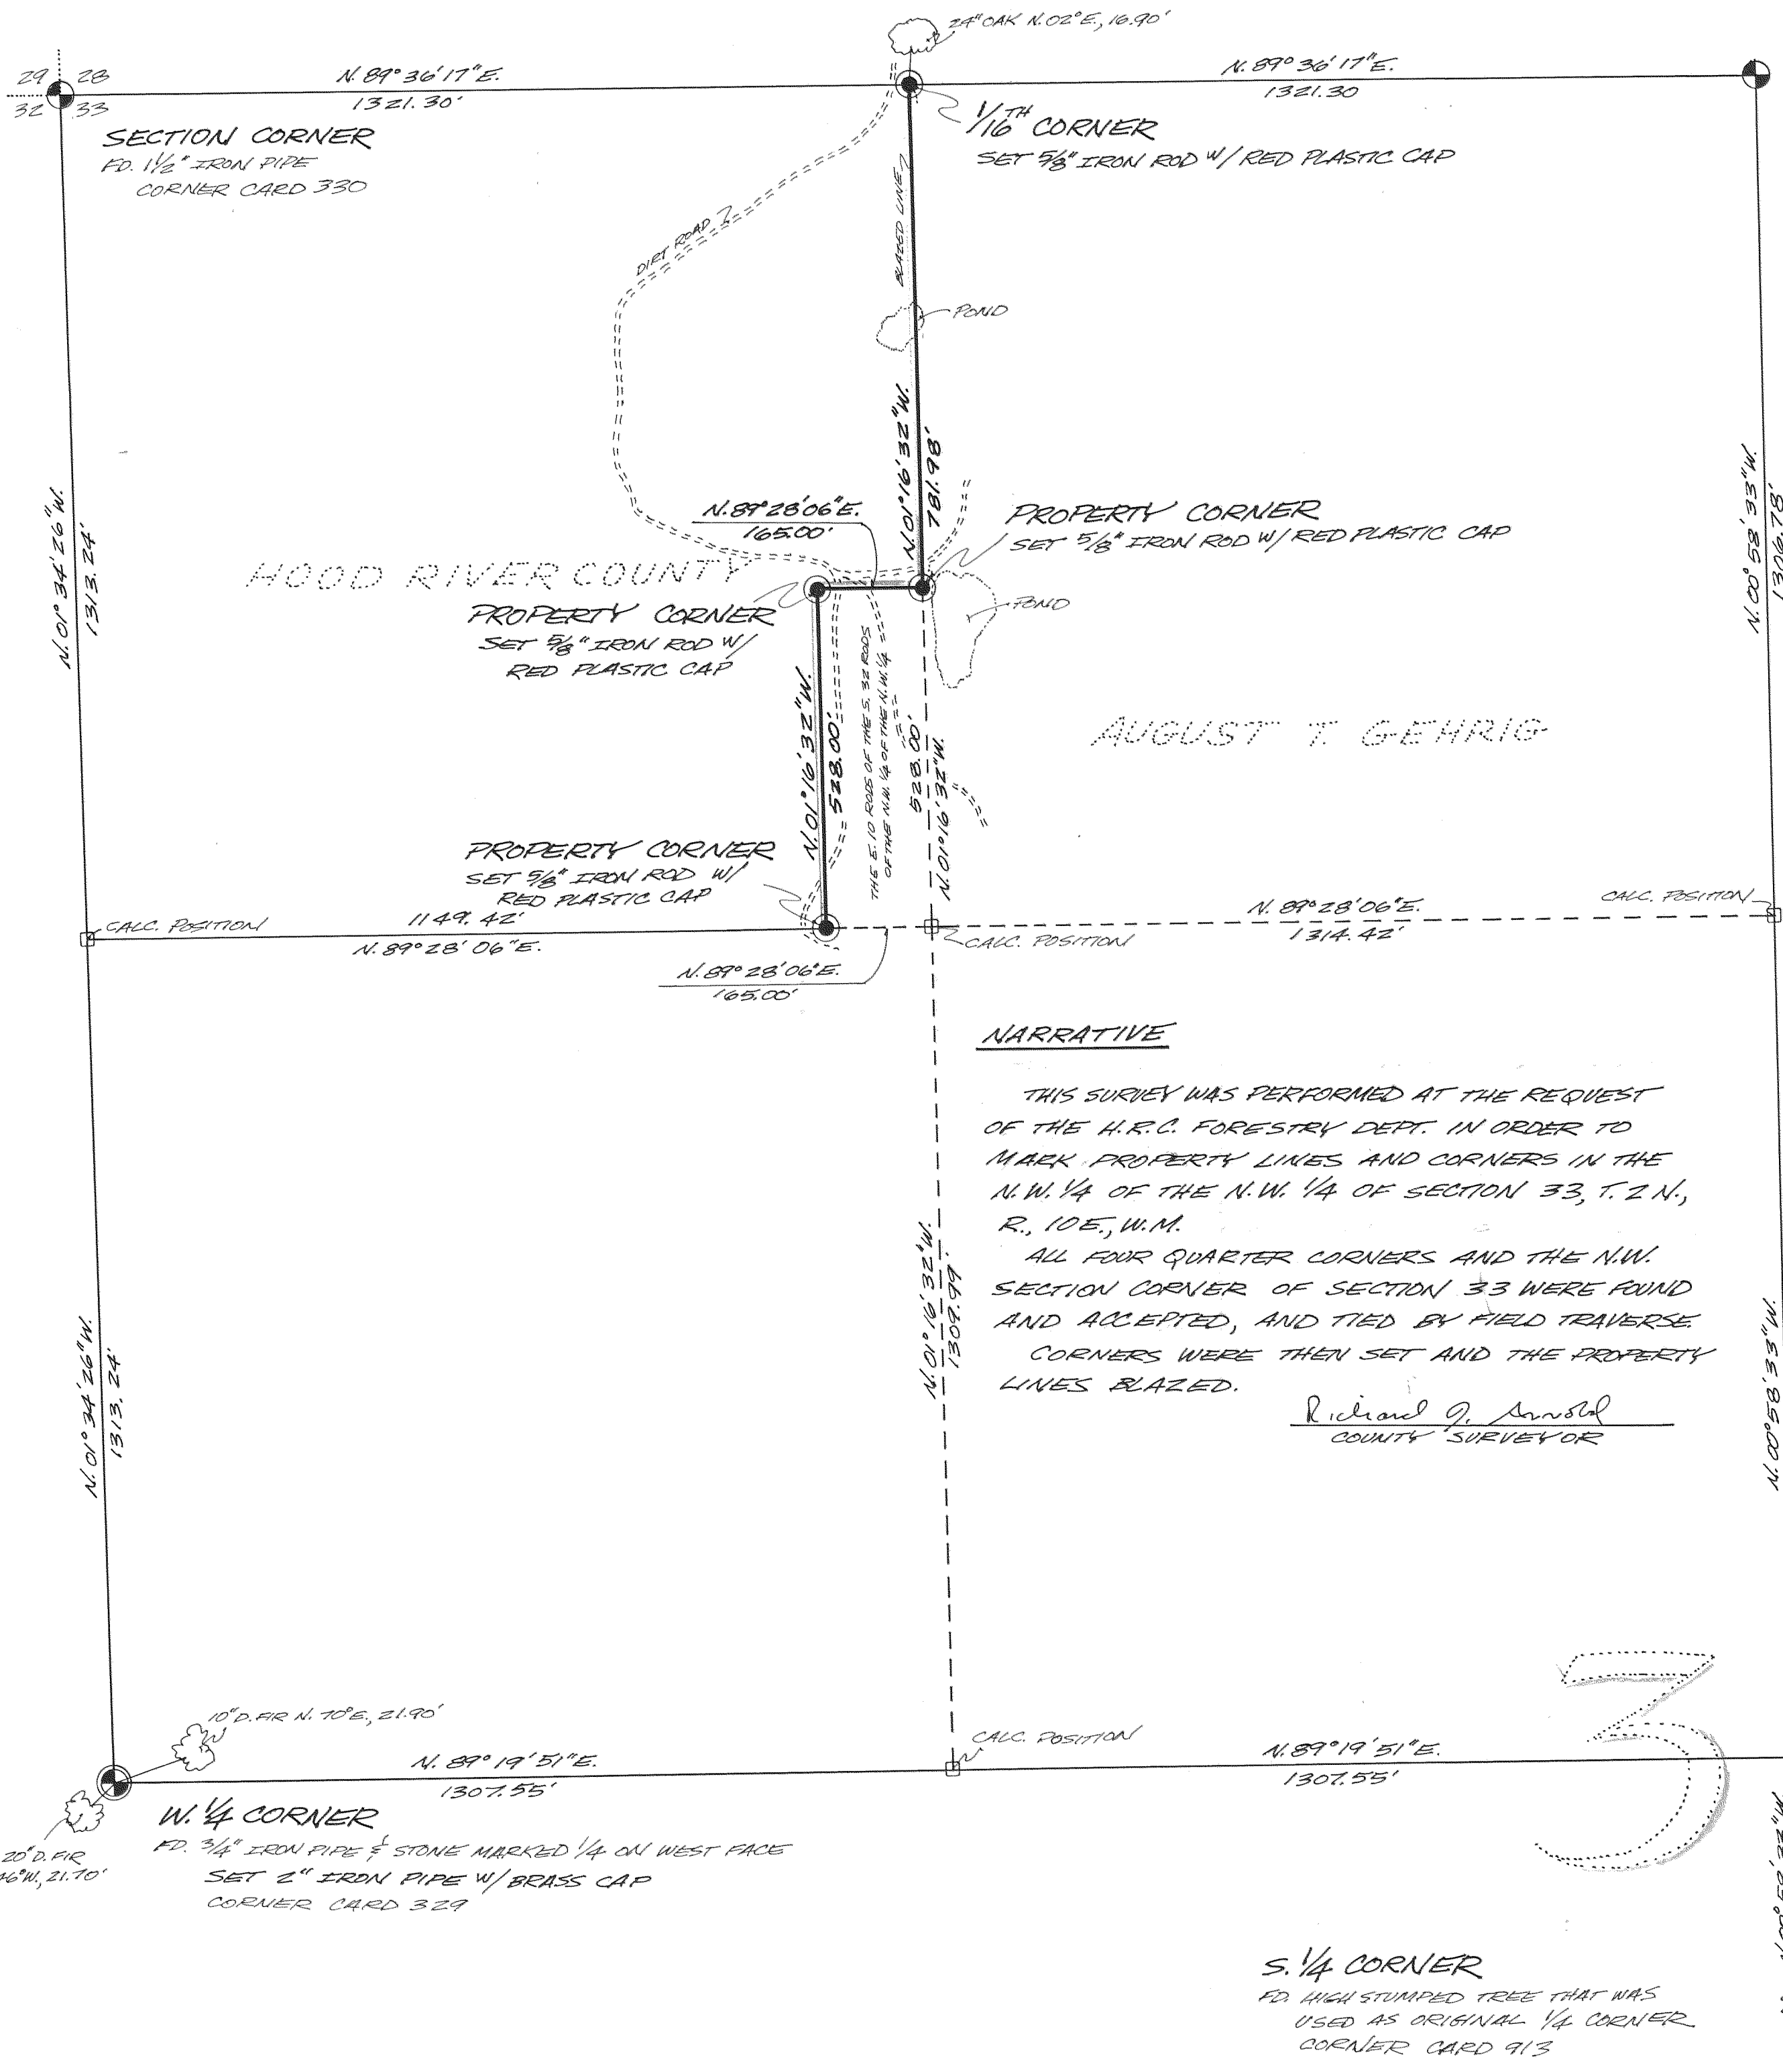 24" OAK N.02°E., 16.90'
29 28
32 33
N. 89° 36' 17" E.
1321.30'
N. 89° 36' 17" E.
1321.30
SECTION CORNER
FD. 1 1/2" IRON PIPE
CORNER CARD 330
1/16TH CORNER
SET 5/8" IRON ROD W/ RED PLASTIC CAP
BLAZED LINE
DIRT ROAD
POND
N. 01° 34' 26" W.
1313.24'
N. 01° 16' 32" W.
781.98'
N. 00° 58' 33" W.
1306.78'
N. 89° 28' 06" E.
165.00'
PROPERTY CORNER
SET 5/8" IRON ROD W/ RED PLASTIC CAP
HOOD RIVER COUNTY
PROPERTY CORNER
SET 5/8" IRON ROD W/
RED PLASTIC CAP
POND
AUGUST T. GEHRIG
N. 01° 16' 32" W.
528.00'
THE E. 10 RODS OF THE S. 32 RODS
OF THE N.W. 1/4 OF THE N.W. 1/4
528.00'
N. 01° 16' 32" W.
PROPERTY CORNER
SET 5/8" IRON ROD W/
RED PLASTIC CAP
CALC. POSITION
1149.42'
N. 89° 28' 06" E.
N. 89° 28' 06" E.
165.00'
CALC. POSITION
N. 89° 28' 06" E.
1314.42'
CALC. POSITION
NARRATIVE
THIS SURVEY WAS PERFORMED AT THE REQUEST
OF THE H.R.C. FORESTRY DEPT. IN ORDER TO
MARK PROPERTY LINES AND CORNERS IN THE
N.W. 1/4 OF THE N.W. 1/4 OF SECTION 33, T. 2 N.,
R., 10 E., W.M.
ALL FOUR QUARTER CORNERS AND THE N.W.
SECTION CORNER OF SECTION 33 WERE FOUND
AND ACCEPTED, AND TIED BY FIELD TRAVERSE.
CORNERS WERE THEN SET AND THE PROPERTY
LINES BLAZED.
Richard J. Arnold
COUNTY SURVEYOR
N. 01° 34' 26" W.
1313.24'
N. 01° 16' 32" W.
1309.99'
N. 00° 58' 33" W.
10" D. FIR N. 70° E., 21.90'
N. 89° 19' 51" E.
1307.55'
CALC. POSITION
N. 89° 19' 51" E.
1307.55'
3
W. 1/4 CORNER
FD. 3/4" IRON PIPE & STONE MARKED 1/4 ON WEST FACE
SET 2" IRON PIPE W/ BRASS CAP
CORNER CARD 329
20" D. FIR
46° W., 21.70'
S. 1/4 CORNER
FD. HIGH STUMPED TREE THAT WAS
USED AS ORIGINAL 1/4 CORNER
CORNER CARD 913